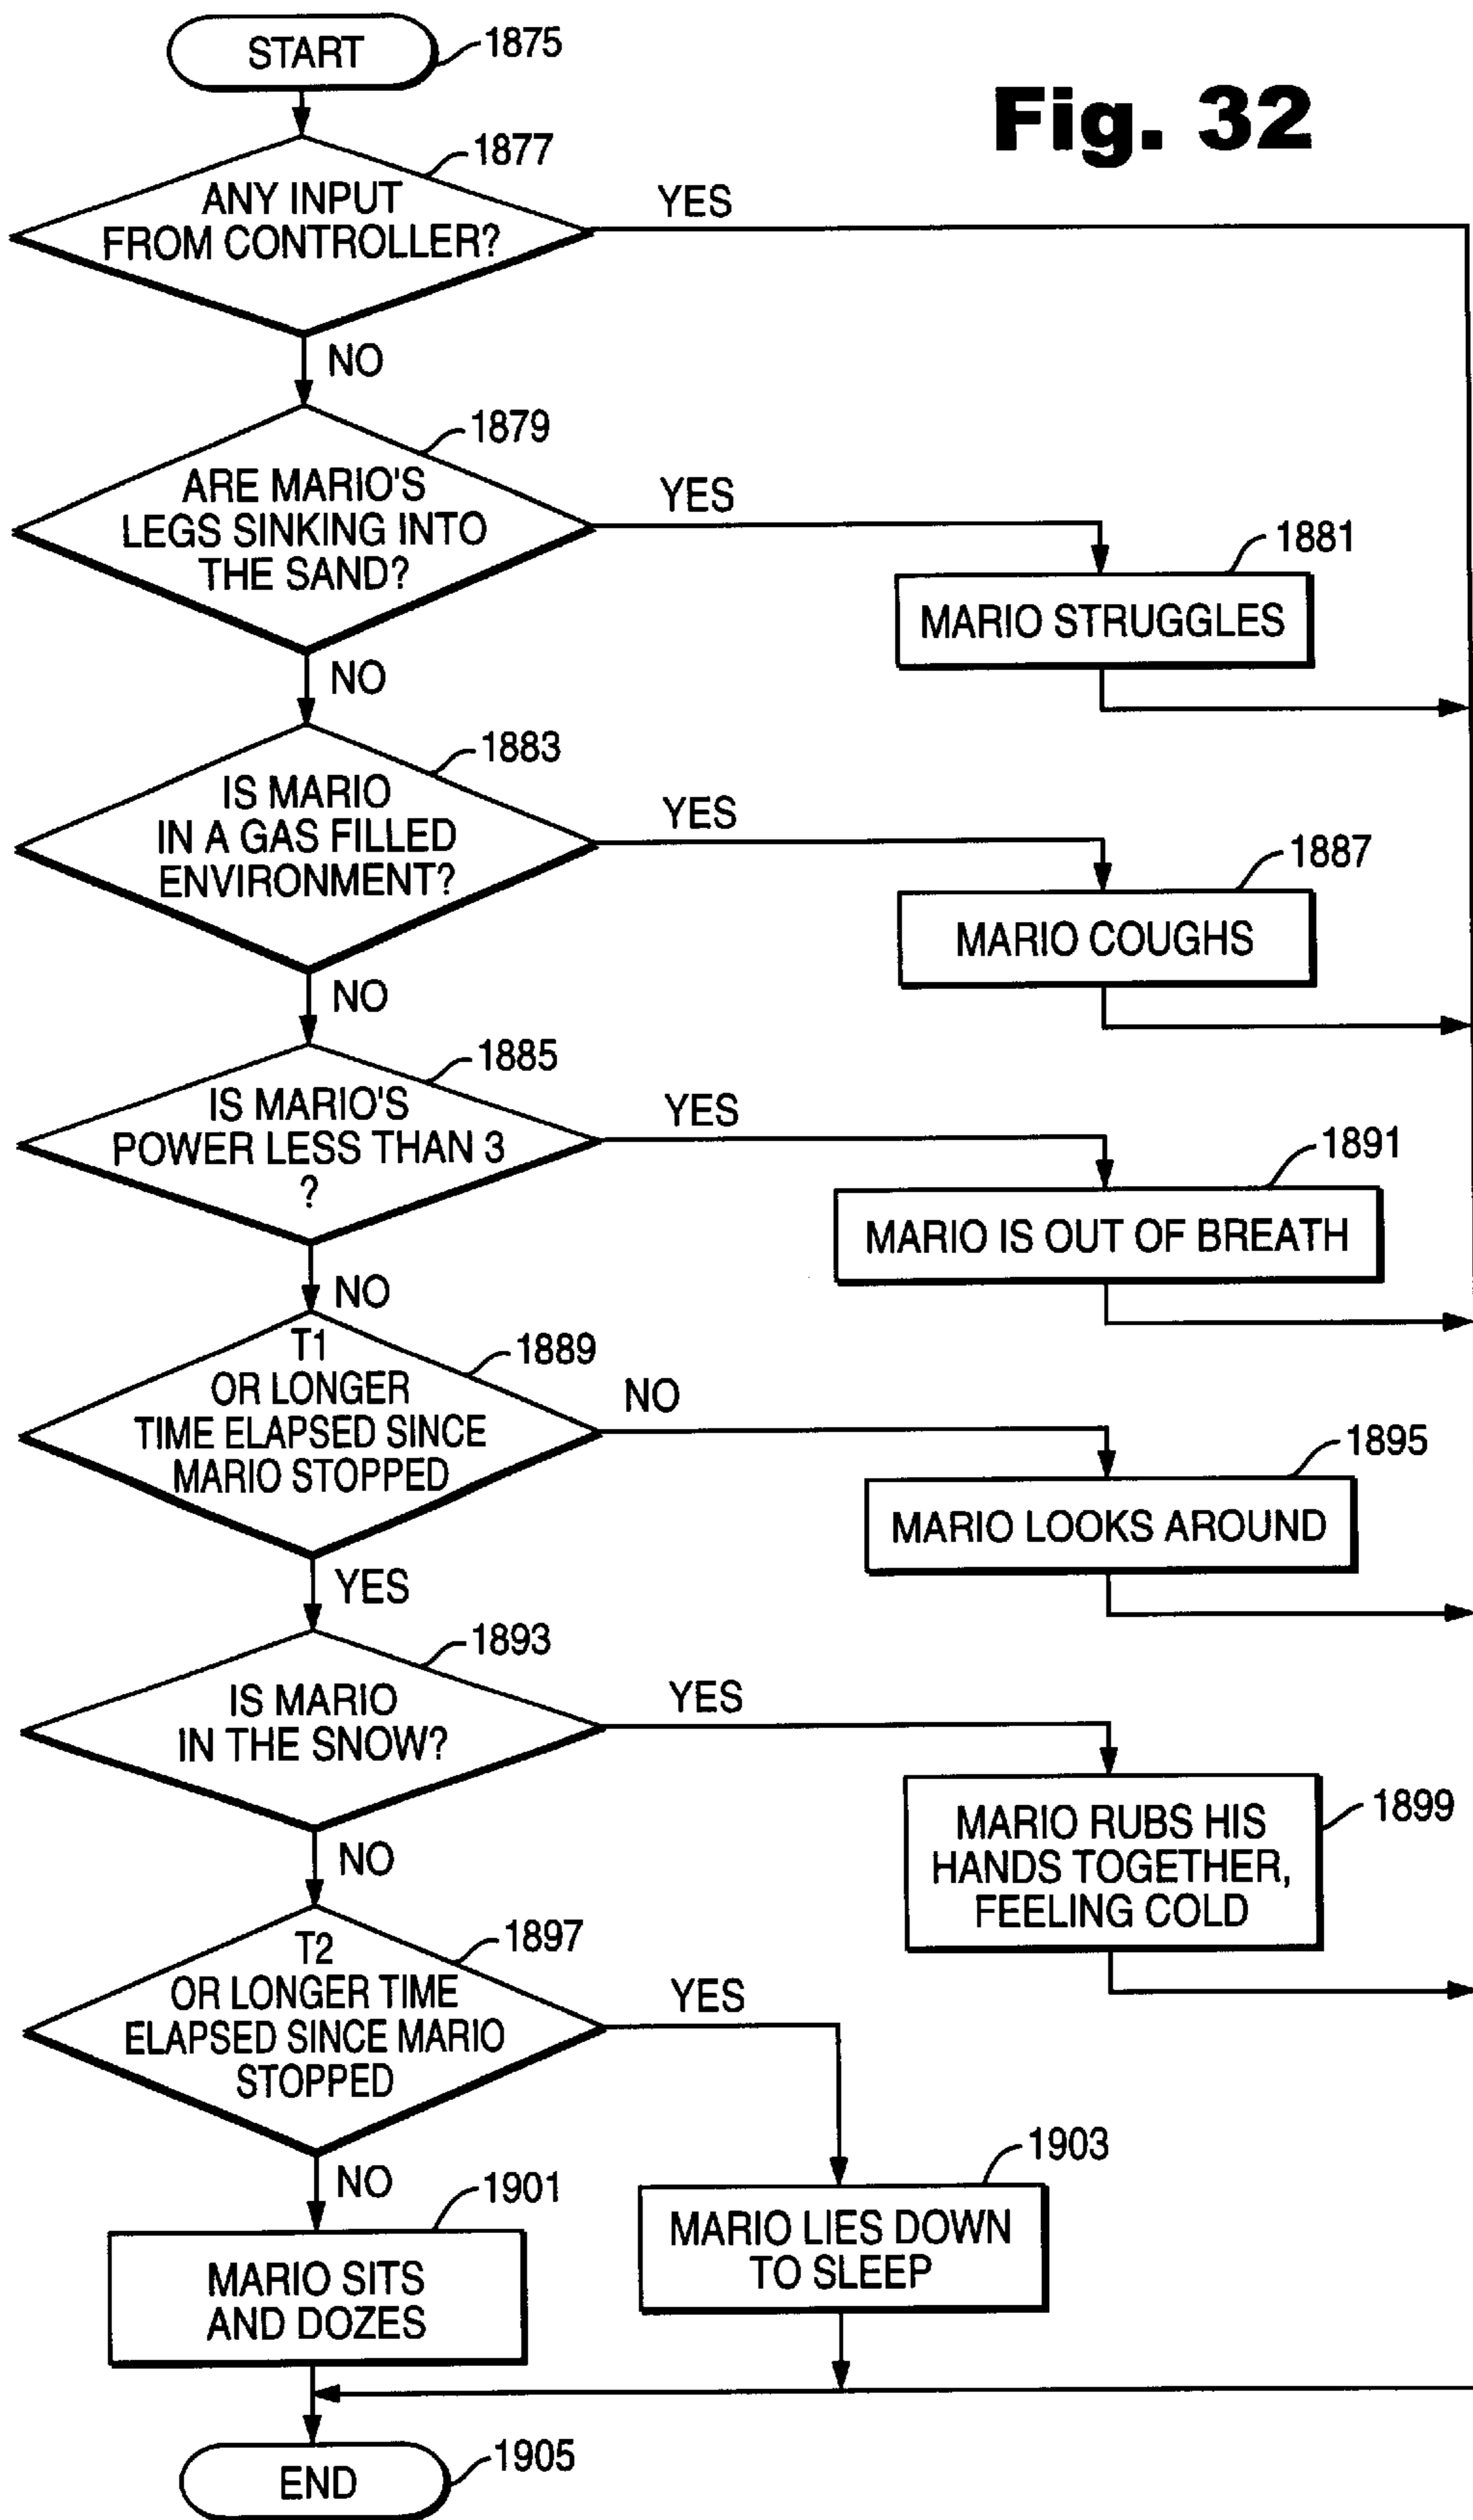 START
1875
Fig. 32
1877
ANY INPUT
FROM CONTROLLER?
YES
NO
1879
ARE MARIO'S
LEGS SINKING INTO
THE SAND?
YES
1881
MARIO STRUGGLES
NO
1883
IS MARIO
IN A GAS FILLED
ENVIRONMENT?
YES
1887
MARIO COUGHS
NO
1885
IS MARIO'S
POWER LESS THAN 3
?
YES
1891
MARIO IS OUT OF BREATH
NO
T1
OR LONGER
TIME ELAPSED SINCE
MARIO STOPPED
1889
NO
1895
MARIO LOOKS AROUND
YES
1893
IS MARIO
IN THE SNOW?
YES
1899
MARIO RUBS HIS
HANDS TOGETHER,
FEELING COLD
NO
1897
T2
OR LONGER TIME
ELAPSED SINCE MARIO
STOPPED
YES
1903
MARIO LIES DOWN
TO SLEEP
NO
1901
MARIO SITS
AND DOZES
END
1905